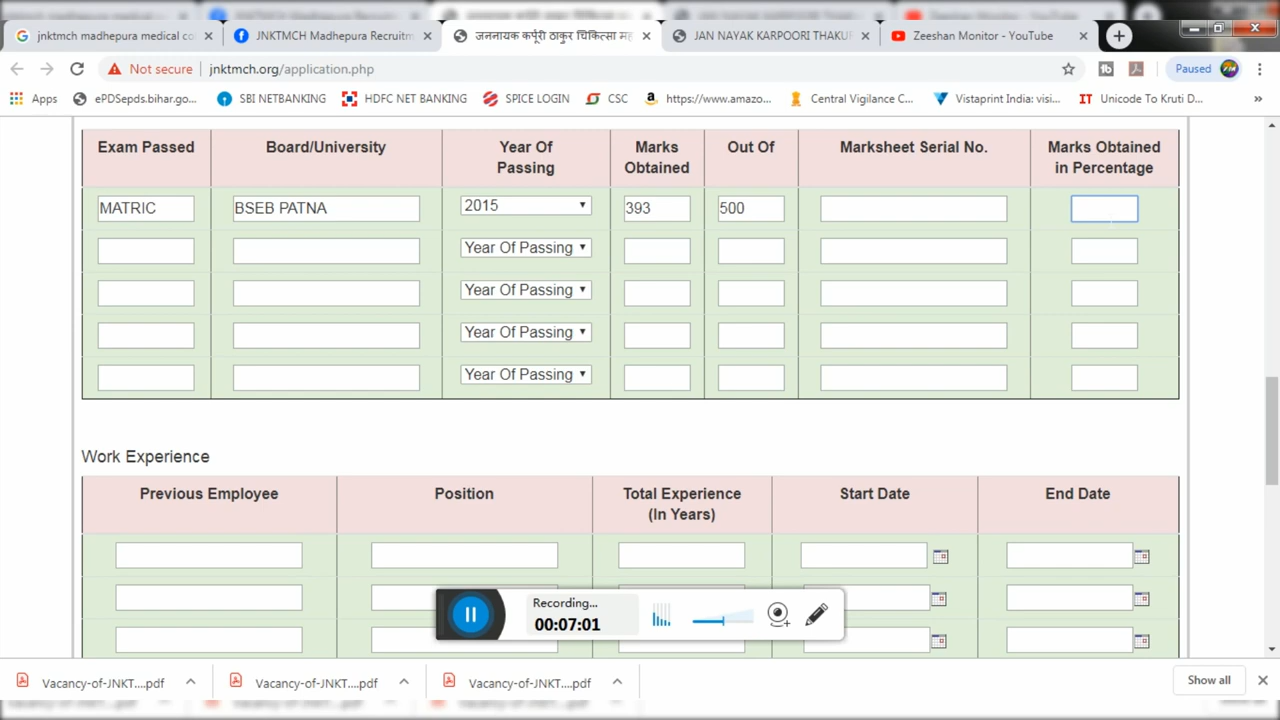 jnktmch madhepura medical co
JNKTMCH Madhepura Recruitm
जननायक कर्पूरी ठाकुर चिकित्सा मह
JAN NAYAK KARPOORI THAKUR
Zeeshan Monitor - YouTube
Not secure jnktmch.org/application.php Paused
Apps ePDSepds.bihar.go... SBI NETBANKING HDFC NET BANKING SPICE LOGIN CSC https://www.amazo... Central Vigilance C... Vistaprint India: visi... IT Unicode To Kruti D... »
Exam Passed Board/University Year Of Passing Marks Obtained Out Of Marksheet Serial No. Marks Obtained in Percentage
MATRIC BSEB PATNA 2015 393 500
Year Of Passing
Year Of Passing
Year Of Passing
Year Of Passing
Work Experience
Previous Employee Position Total Experience (In Years) Start Date End Date
Recording...
00:07:01
Vacancy-of-JNKT....pdf Vacancy-of-JNKT....pdf Vacancy-of-JNKT....pdf Show all